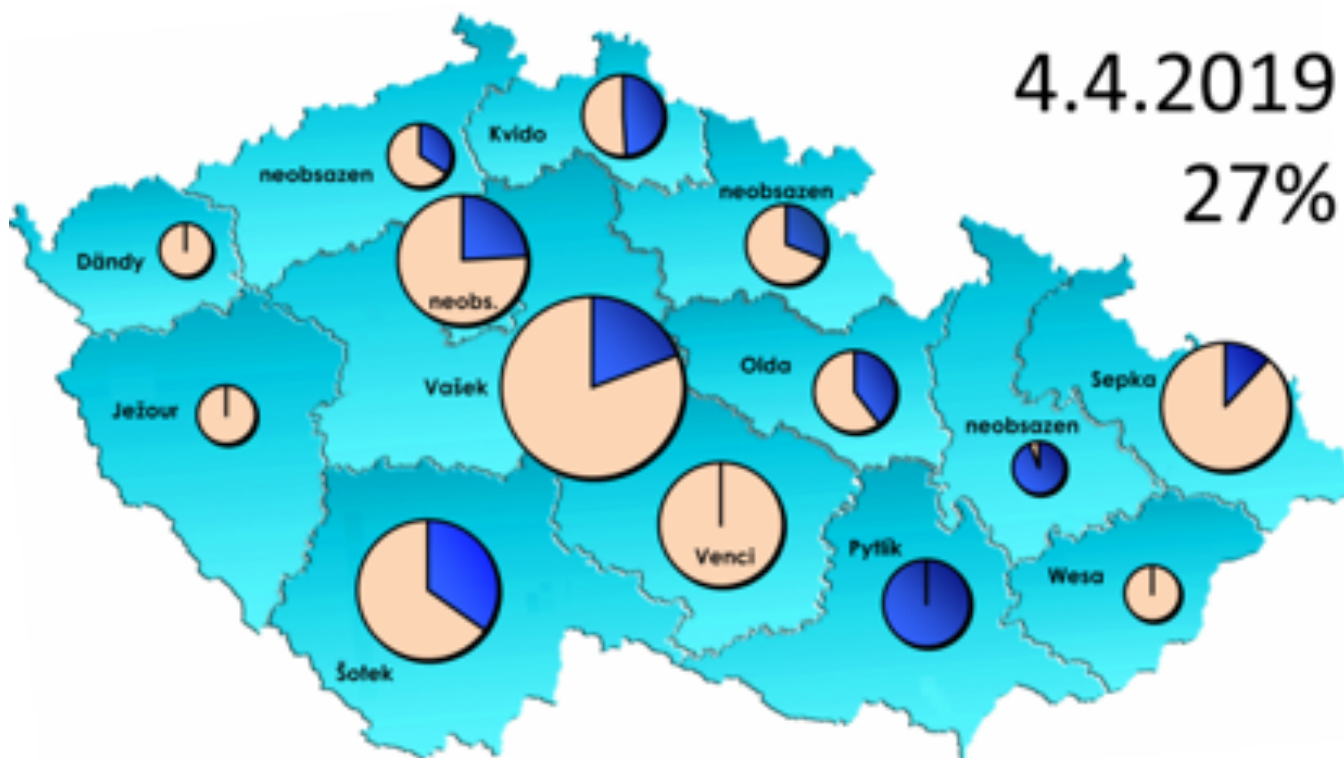 4.4.2019
27%
Kvido
neobsazen
neobsazen
Dändy
neobs.
Olda
Sepka
Vašek
Ježour
neobsazen
Venci
Pytlík
Wesa
Šotek